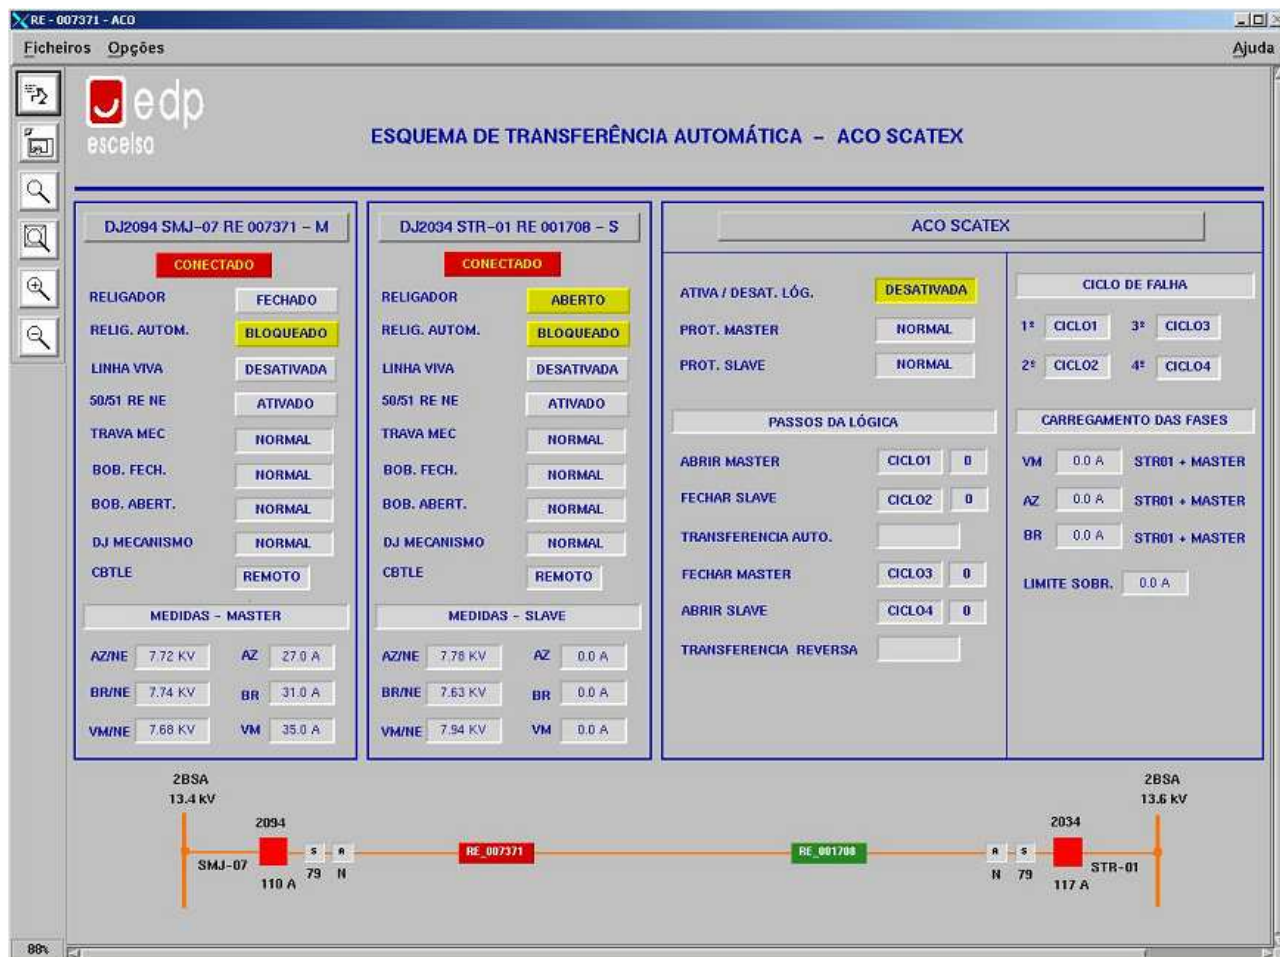 RE - 007371 - ACO
Ficheiros Opções Ajuda
edp
escelsa
ESQUEMA DE TRANSFERÊNCIA AUTOMÁTICA - ACO SCATEX
DJ2094 SMJ-07 RE 007371 - M
CONECTADO
RELIGADOR FECHADO
RELIG. AUTOM. BLOQUEADO
LINHA VIVA DESATIVADA
50/51 RE NE ATIVADO
TRAVA MEC NORMAL
BOB. FECH. NORMAL
BOB. ABERT. NORMAL
DJ MECANISMO NORMAL
CBTLE REMOTO
MEDIDAS - MASTER
AZ/NE 7.72 KV AZ 27.0 A
BR/NE 7.74 KV BR 31.0 A
VM/NE 7.68 KV VM 35.0 A
DJ2034 STR-01 RE 001708 - S
CONECTADO
RELIGADOR ABERTO
RELIG. AUTOM. BLOQUEADO
LINHA VIVA DESATIVADA
50/51 RE NE ATIVADO
TRAVA MEC NORMAL
BOB. FECH. NORMAL
BOB. ABERT. NORMAL
DJ MECANISMO NORMAL
CBTLE REMOTO
MEDIDAS - SLAVE
AZ/NE 7.78 KV AZ 0.0 A
BR/NE 7.63 KV BR 0.0 A
VM/NE 7.94 KV VM 0.0 A
ACO SCATEX
ATIVA / DESAT. LÓG. DESATIVADA
PROT. MASTER NORMAL
PROT. SLAVE NORMAL
PASSOS DA LÓGICA
ABRIR MASTER CICLO1 0
FECHAR SLAVE CICLO2 0
TRANSFERENCIA AUTO.
FECHAR MASTER CICLO3 0
ABRIR SLAVE CICLO4 0
TRANSFERENCIA REVERSA
CICLO DE FALHA
1º CICLO1 3º CICLO3
2º CICLO2 4º CICLO4
CARREGAMENTO DAS FASES
VM 0.0 A STR01 + MASTER
AZ 0.0 A STR01 + MASTER
BR 0.0 A STR01 + MASTER
LIMITE SOBR. 0.0 A
2BSA 2BSA
13.4 kV 13.6 kV
2094 2034
S A RE_007371 RE_001708 A S
SMJ-07 79 N N 79 STR-01
110 A 117 A
88%